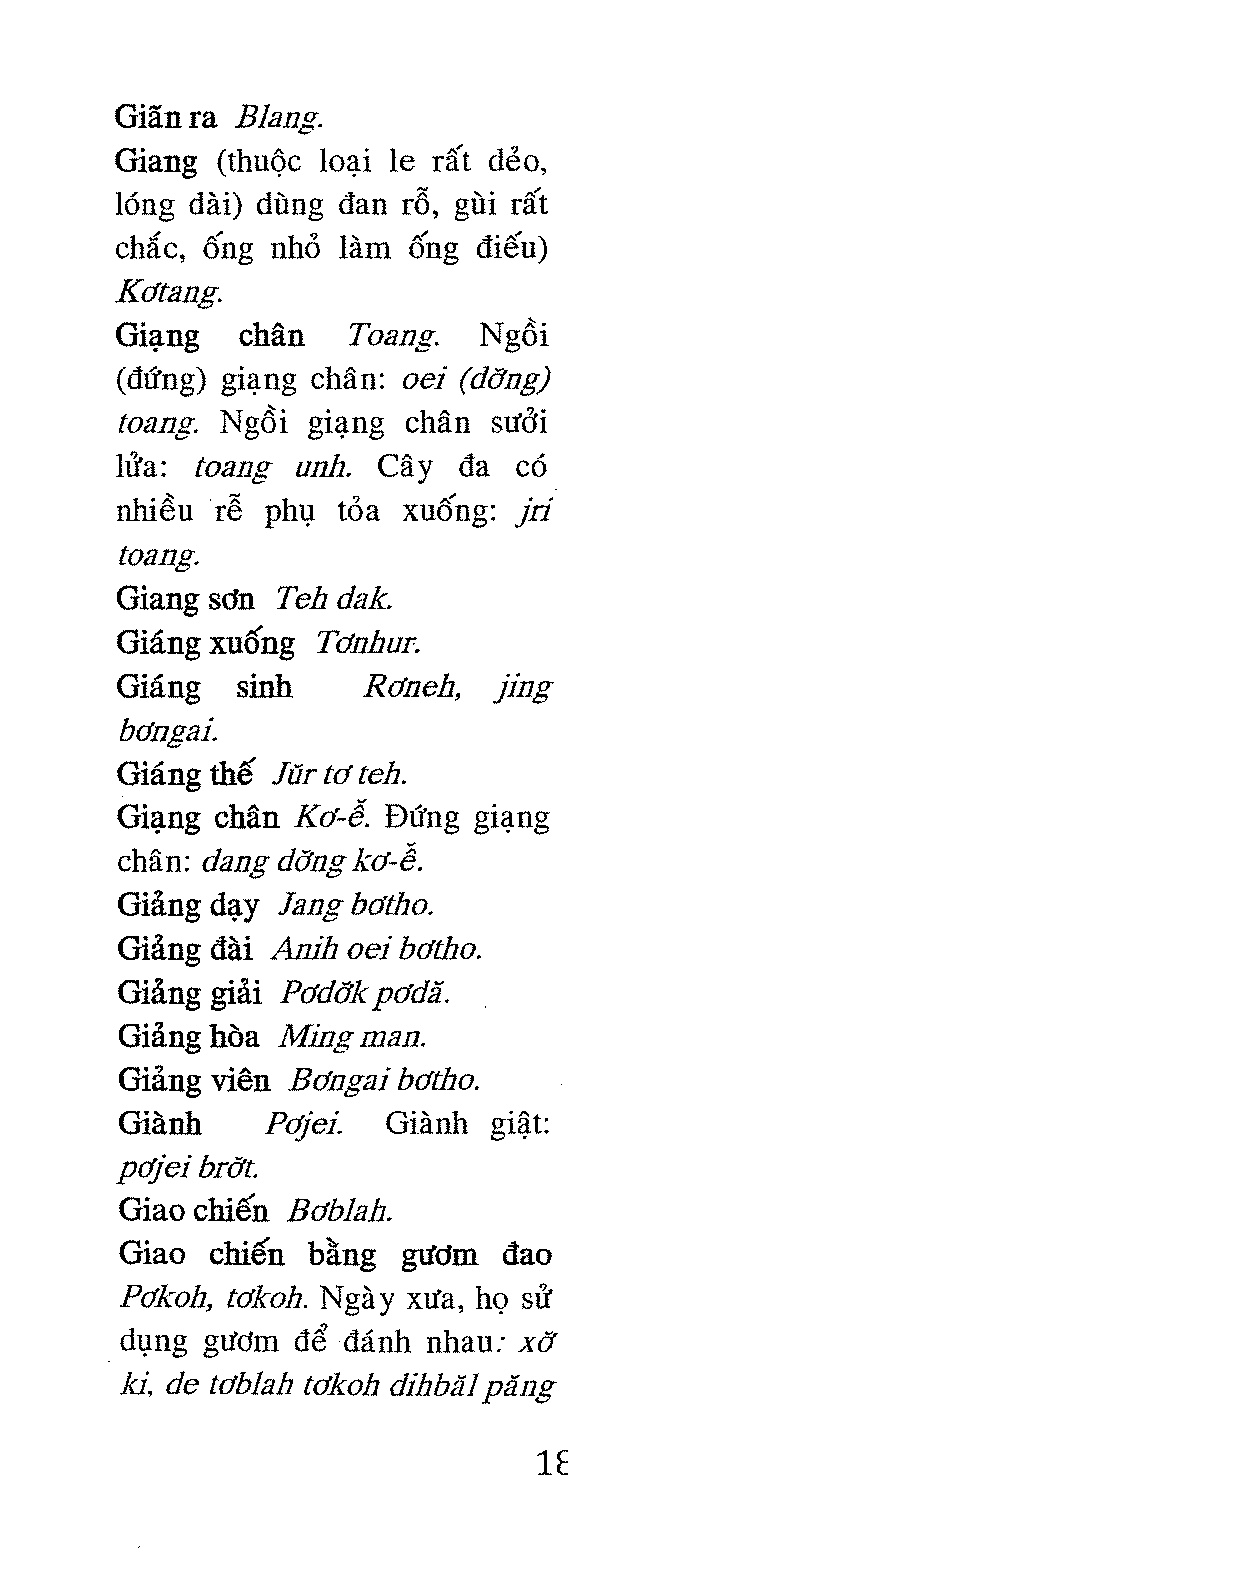 Giãn ra Blang.
Giang (thuộc loại le rất dẻo,
lóng dài) dùng đan rỗ, gùi rất
chắc, ống nhỏ làm ống điếu)
Kơtang.
Giạng chân Toang. Ngồi
(đứng) giạng chân: oei (dơ̆ng)
toang. Ngồi giạng chân sưởi
lửa: toang unh. Cây đa có
nhiều rễ phụ tỏa xuống: jri
toang.
Giang sơn Teh dak.
Giáng xuống Tơnhur.
Giáng sinh Rơneh, jing
bơngai.
Giáng thế Jŭr tơ teh.
Giạng chân Kơ-ê̆. Đứng giạng
chân: dang dơ̆ng kơ-ê̆.
Giảng dạy Jang bơtho.
Giảng đài Anih oei bơtho.
Giảng giải Pơdơ̆k pơdă.
Giảng hòa Ming man.
Giảng viên Bơngai bơtho.
Giành Pơjei. Giành giật:
pơjei brơ̆t.
Giao chiến Bơblah.
Giao chiến bằng gươm đao
Pơkoh, tơkoh. Ngày xưa, họ sử
dụng gươm để đánh nhau: xơ̆
ki, de tơblah tơkoh dihbăl păng